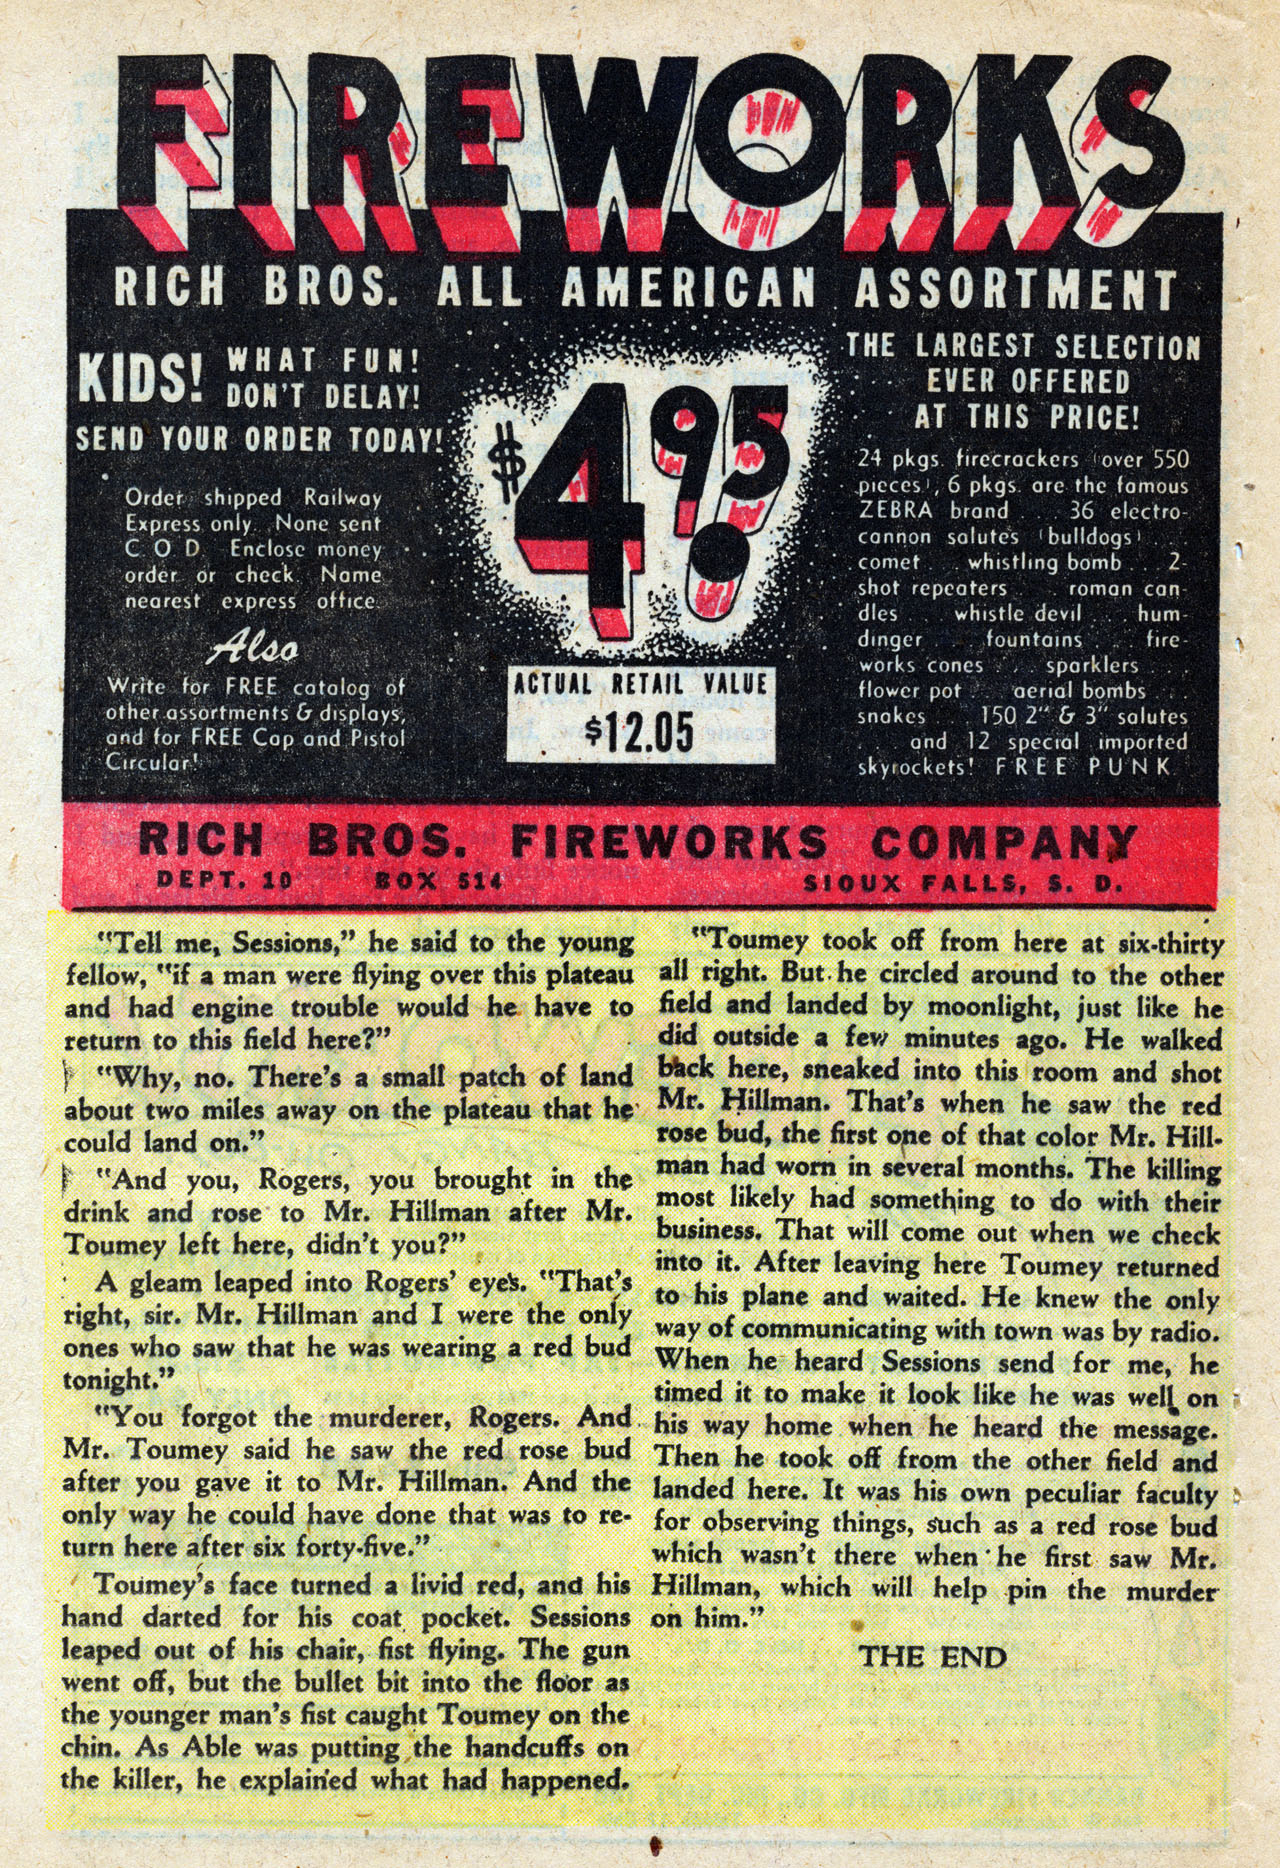 FIREWORKS
RICH BROS. ALL AMERICAN ASSORTMENT
KIDS! WHAT FUN!
DON'T DELAY!
SEND YOUR ORDER TODAY!
Order shipped Railway
Express only. None sent
C O D Enclose money
order or check. Name
nearest express office.
Also
Write for FREE catalog of
other assortments & displays,
and for FREE Cap and Pistol
Circular!
$4.95
ACTUAL RETAIL VALUE
$12.05
THE LARGEST SELECTION
EVER OFFERED
AT THIS PRICE!
24 pkgs. firecrackers (over 550
pieces), 6 pkgs. are the famous
ZEBRA brand . . . 36 electro-
cannon salutes (bulldogs) . . .
comet . . . whistling bomb . . . 2-
shot repeaters . . . roman can-
dles . . . whistle devil . . . hum-
dinger . . . fountains . . . fire-
works cones . . . sparklers . . .
flower pot . . . aerial bombs . . .
snakes . . . 150 2" & 3" salutes
. . . and 12 special imported
skyrockets! FREE PUNK
RICH BROS. FIREWORKS COMPANY
DEPT. 10 BOX 514 SIOUX FALLS, S. D.
"Tell me, Sessions," he said to the young
fellow, "if a man were flying over this plateau
and had engine trouble would he have to
return to this field here?"
"Why, no. There's a small patch of land
about two miles away on the plateau that he
could land on."
"And you, Rogers, you brought in the
drink and rose to Mr. Hillman after Mr.
Toumey left here, didn't you?"
A gleam leaped into Rogers' eyes. "That's
right, sir. Mr. Hillman and I were the only
ones who saw that he was wearing a red bud
tonight."
"You forgot the murderer, Rogers. And
Mr. Toumey said he saw the red rose bud
after you gave it to Mr. Hillman. And the
only way he could have done that was to re-
turn here after six forty-five."
Toumey's face turned a livid red, and his
hand darted for his coat pocket. Sessions
leaped out of his chair, fist flying. The gun
went off, but the bullet bit into the floor as
the younger man's fist caught Toumey on the
chin. As Able was putting the handcuffs on
the killer, he explained what had happened.
"Toumey took off from here at six-thirty
all right. But he circled around to the other
field and landed by moonlight, just like he
did outside a few minutes ago. He walked
back here, sneaked into this room and shot
Mr. Hillman. That's when he saw the red
rose bud, the first one of that color Mr. Hill-
man had worn in several months. The killing
most likely had something to do with their
business. That will come out when we check
into it. After leaving here Toumey returned
to his plane and waited. He knew the only
way of communicating with town was by radio.
When he heard Sessions send for me, he
timed it to make it look like he was well on
his way home when he heard the message.
Then he took off from the other field and
landed here. It was his own peculiar faculty
for observing things, such as a red rose bud
which wasn't there when he first saw Mr.
Hillman, which will help pin the murder
on him."
THE END